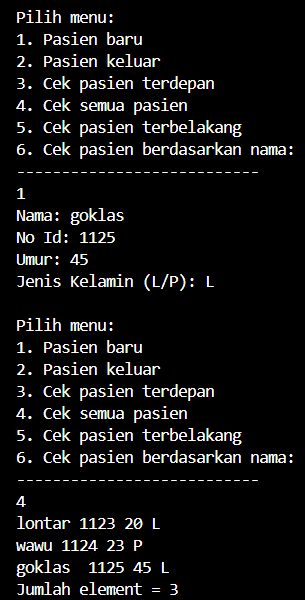 Pilih menu:
1. Pasien baru
2. Pasien keluar
3. Cek pasien terdepan
4. Cek semua pasien
5. Cek pasien terbelakang
6. Cek pasien berdasarkan nama:
---------------------------
1
Nama: goklas
No Id: 1125
Umur: 45
Jenis Kelamin (L/P): L
Pilih menu:
1. Pasien baru
2. Pasien keluar
3. Cek pasien terdepan
4. Cek semua pasien
5. Cek pasien terbelakang
6. Cek pasien berdasarkan nama:
---------------------------
4
lontar 1123 20 L
wawu 1124 23 P
goklas  1125 45 L
Jumlah element = 3